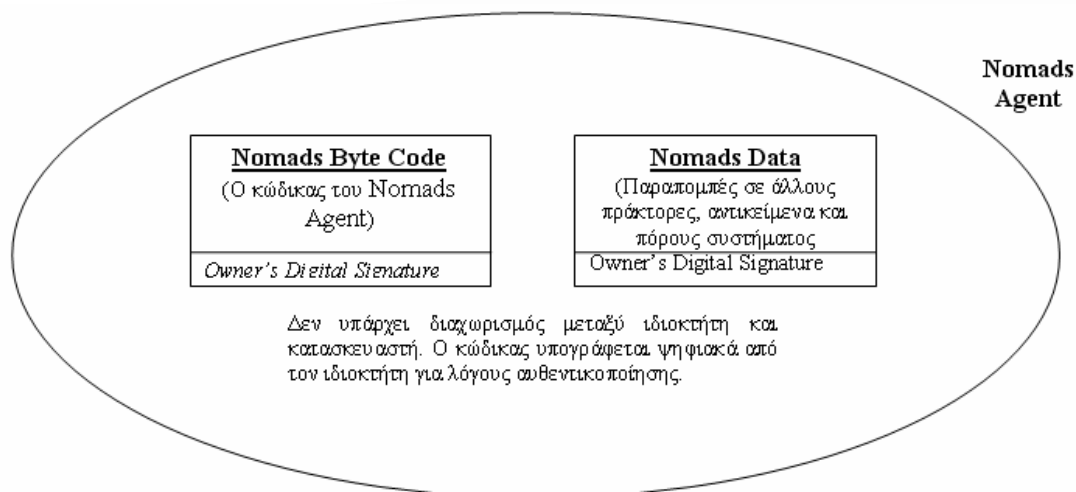 Nomads
Agent
Nomads Byte Code
(Ο κώδικας του Nomads
Agent)
Owner's Digital Signature
Nomads Data
(Παραπομπές σε άλλους
πράκτορες, αντικείμενα και
πόρους συστήματος
Owner's Digital Signature
Δεν υπάρχει διαχωρισμός μεταξύ ιδιοκτήτη και
κατασκευαστή. Ο κώδικας υπογράφεται ψηφιακά από
τον ιδιοκτήτη για λόγους αυθεντικοποίησης.